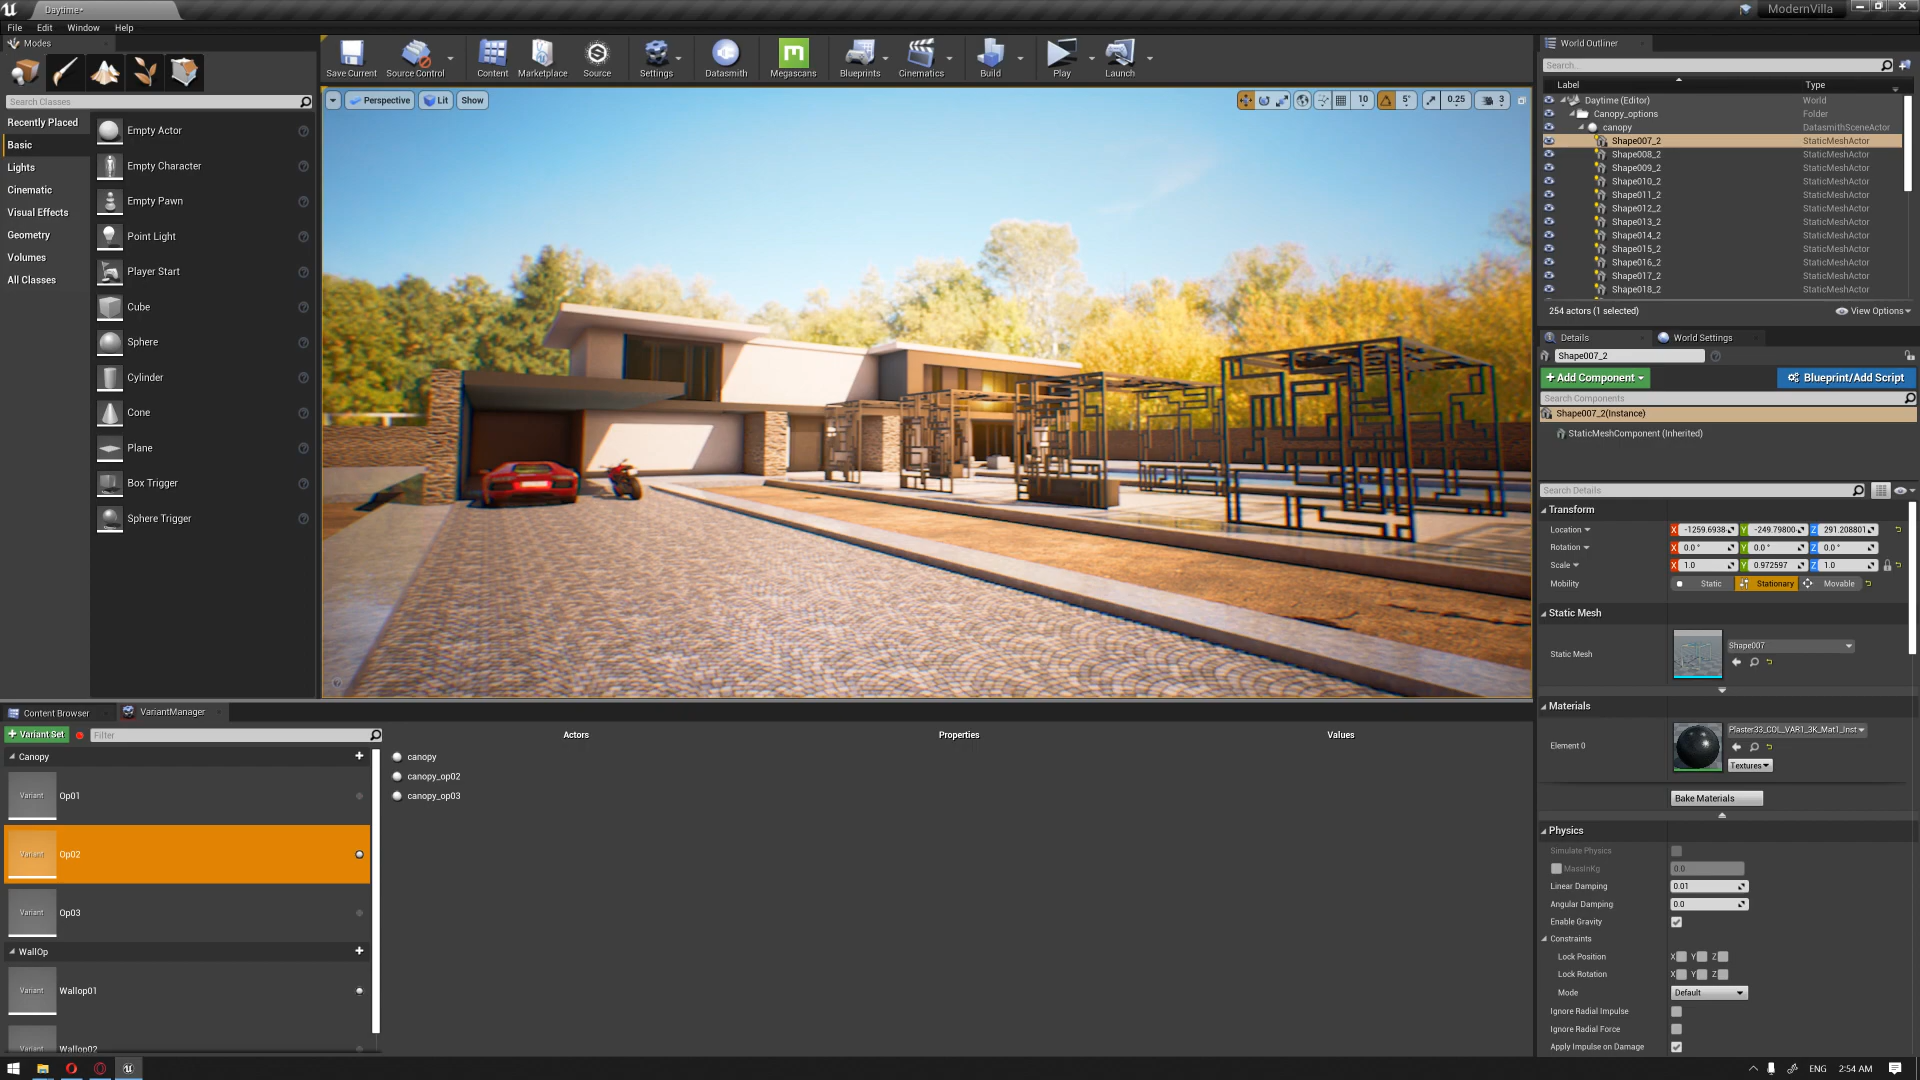 Daytime*
ModernVilla
File Edit Window Help
Modes
Search Classes
Recently Placed
Basic
Lights
Cinematic
Visual Effects
Geometry
Volumes
All Classes
Empty Actor
Empty Character
Empty Pawn
Point Light
Player Start
Cube
Sphere
Cylinder
Cone
Plane
Box Trigger
Sphere Trigger
Save Current Source Control Content Marketplace Source Settings Datasmith Megascans Blueprints Cinematics Build Play Launch
Perspective Lit Show
10 5° 0.25 3
World Outliner
Search...
Label Type
Daytime (Editor) World
Canopy_options Folder
canopy DatasmithSceneActor
Shape007_2 StaticMeshActor
Shape008_2 StaticMeshActor
Shape009_2 StaticMeshActor
Shape010_2 StaticMeshActor
Shape011_2 StaticMeshActor
Shape012_2 StaticMeshActor
Shape013_2 StaticMeshActor
Shape014_2 StaticMeshActor
Shape015_2 StaticMeshActor
Shape016_2 StaticMeshActor
Shape017_2 StaticMeshActor
Shape018_2 StaticMeshActor
254 actors (1 selected) View Options
Details World Settings
Shape007_2
+ Add Component Blueprint/Add Script
Search Components
Shape007_2(Instance)
StaticMeshComponent (Inherited)
Search Details
Transform
Location X -1259.6938 Y -249.79800 Z 291.208801
Rotation X 0.0 ° Y 0.0 ° Z 0.0 °
Scale X 1.0 Y 0.972597 Z 1.0
Mobility Static Stationary Movable
Static Mesh
Static Mesh Shape007
Materials
Element 0 Plaster33_COL_VAR1_3K_Mat1_Inst
Textures
Bake Materials
Physics
Simulate Physics
MassInKg 0.0
Linear Damping 0.01
Angular Damping 0.0
Enable Gravity
Constraints
Lock Position X Y Z
Lock Rotation X Y Z
Mode Default
Ignore Radial Impulse
Ignore Radial Force
Apply Impulse on Damage
Content Browser VariantManager
+ Variant Set Filter
Actors Properties Values
Canopy +
Variant Op01
Variant Op02
Variant Op03
WallOp +
Variant Wallop01
Variant Wallop02
canopy
canopy_op02
canopy_op03
ENG 2:54 AM